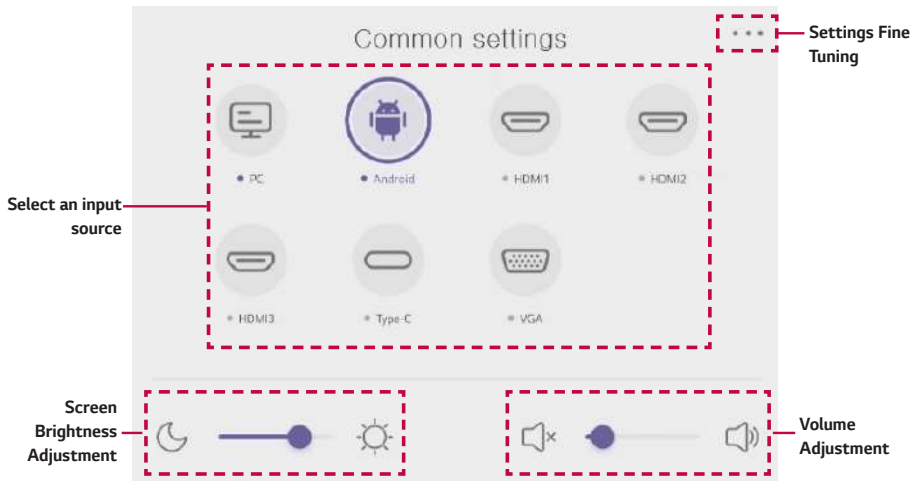 Common settings
Settings Fine
Tuning
PC
Android
HDMI1
HDMI2
Select an input
source
HDMI3
Type-C
VGA
Screen
Brightness
Adjustment
Volume
Adjustment